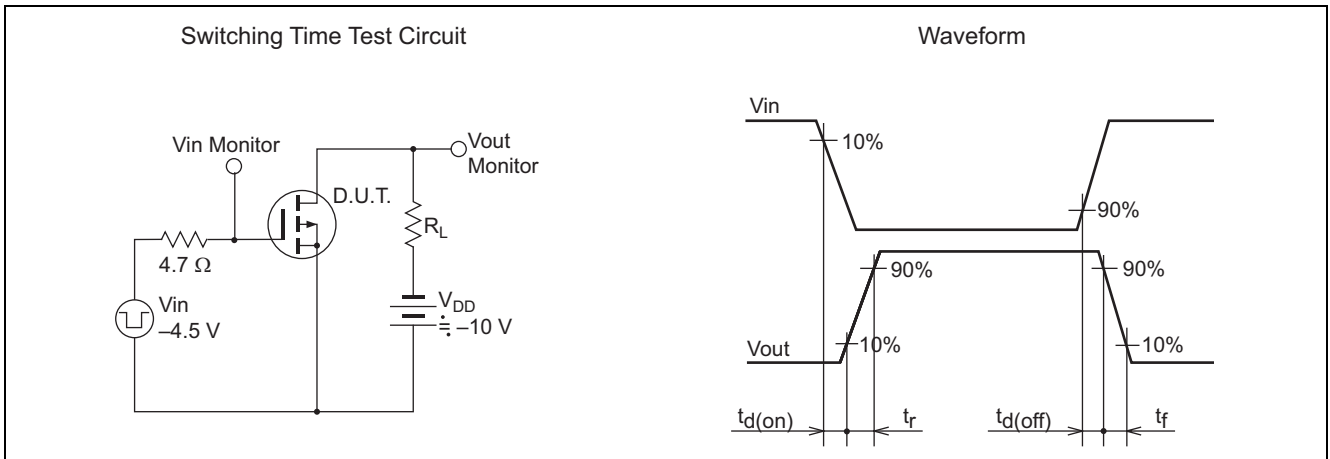 Switching Time Test Circuit
Waveform
Vin Monitor
Vout
Monitor
D.U.T.
RL
4.7 Ω
Vin
–4.5 V
VDD
≒ –10 V
Vin
10%
90%
90%
90%
Vout
10%
10%
td(on)
tr
td(off)
tf